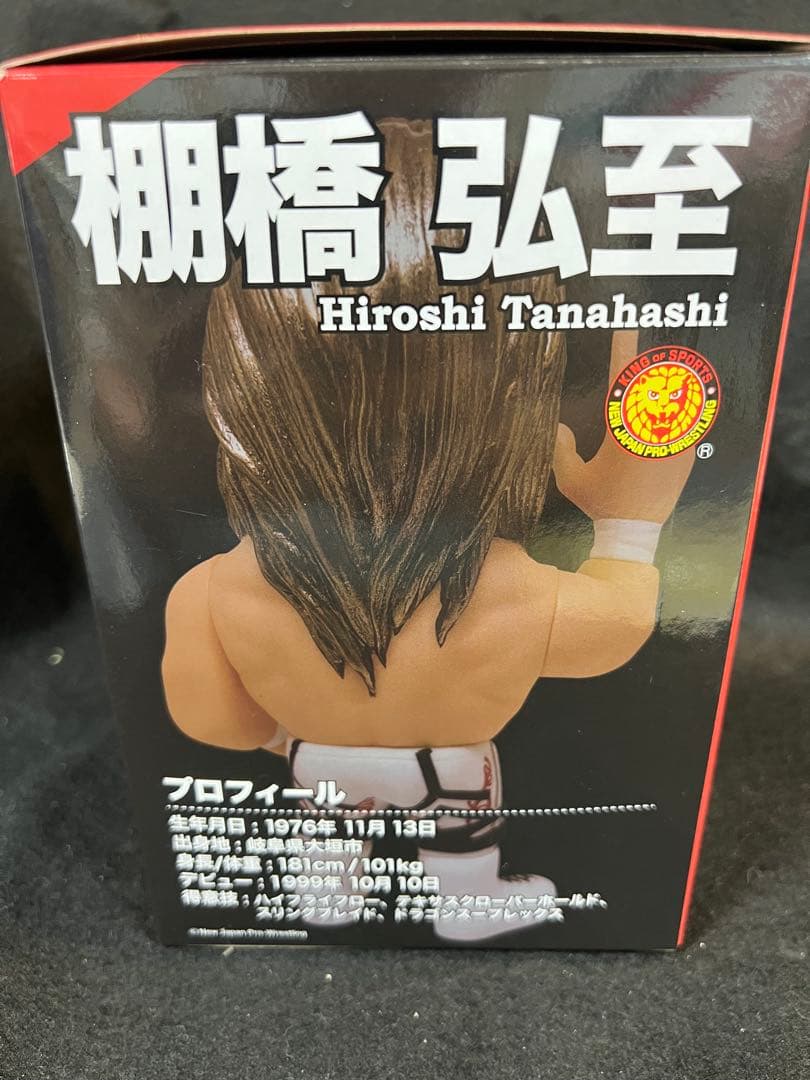 棚橋 弘至
Hiroshi Tanahashi
KING OF SPORTS
NEW JAPAN PRO-WRESTLING
®
プロフィール
生年月日；1976年 11月 13日
出身地；岐阜県大垣市
身長/体重；181cm／101kg
デビュー；1999年 10月 10日
得意技；ハイフライフロー、テキサスクローバーホールド、
スリングブレイド、ドラゴンスープレックス
©New Japan Pro-Wrestling